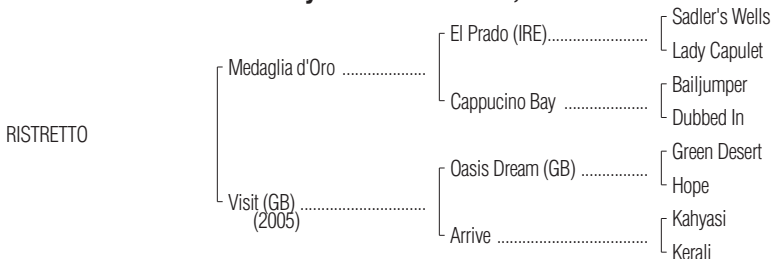 Sadler's Wells
El Prado (IRE)......................
Lady Capulet
Medaglia d'Oro .....................
Bailjumper
Cappucino Bay .....................
Dubbed In
RISTRETTO
Green Desert
Oasis Dream (GB) .................
Hope
Visit (GB) ...............................
(2005)
Kahyasi
Arrive ......................................
Kerali